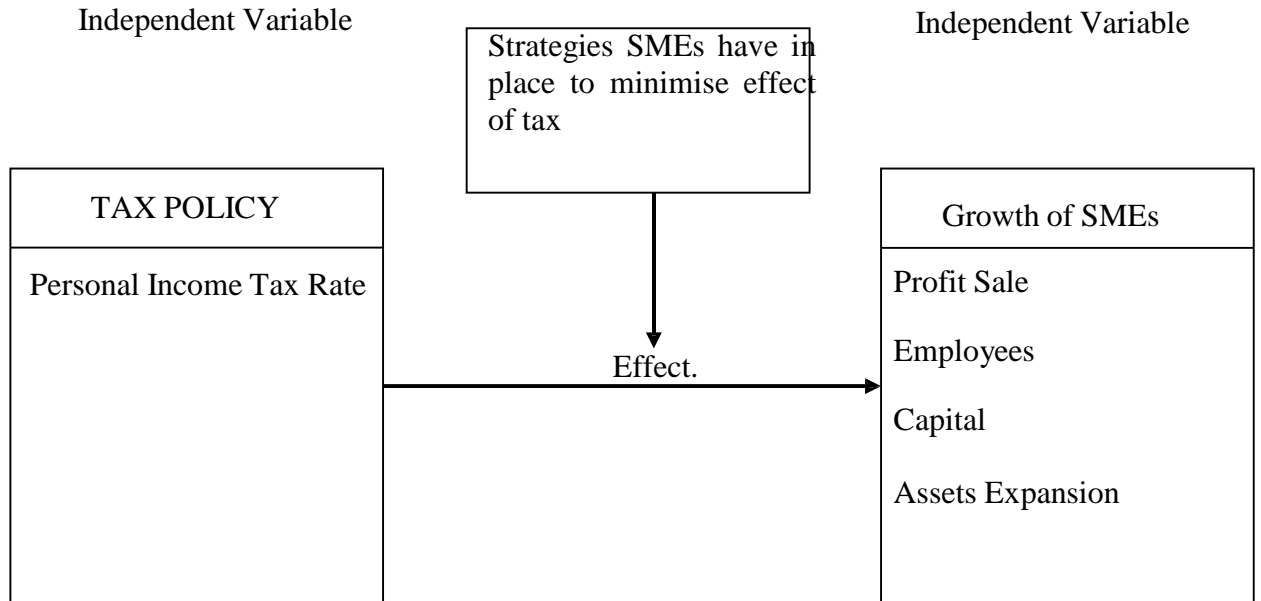 Independent Variable
Strategies SMEs have in
place to minimise effect
of tax
Independent Variable
TAX POLICY
Personal Income Tax Rate
Effect.
Growth of SMEs
Profit Sale
Employees
Capital
Assets Expansion